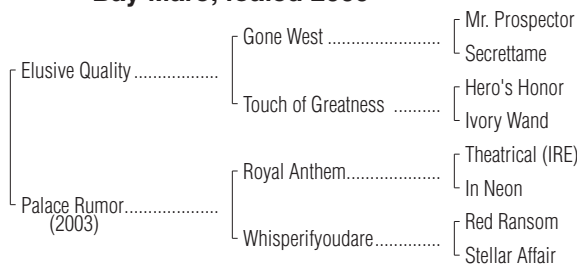 Bay Mare; foaled
Mr. Prospector
Gone West
Secrettame
Elusive Quality
Hero's Honor
Touch of Greatness
Ivory Wand
Theatrical (IRE)
Royal Anthem
In Neon
Palace Rumor
(2003)
Red Ransom
Whisperifyoudare
Stellar Affair